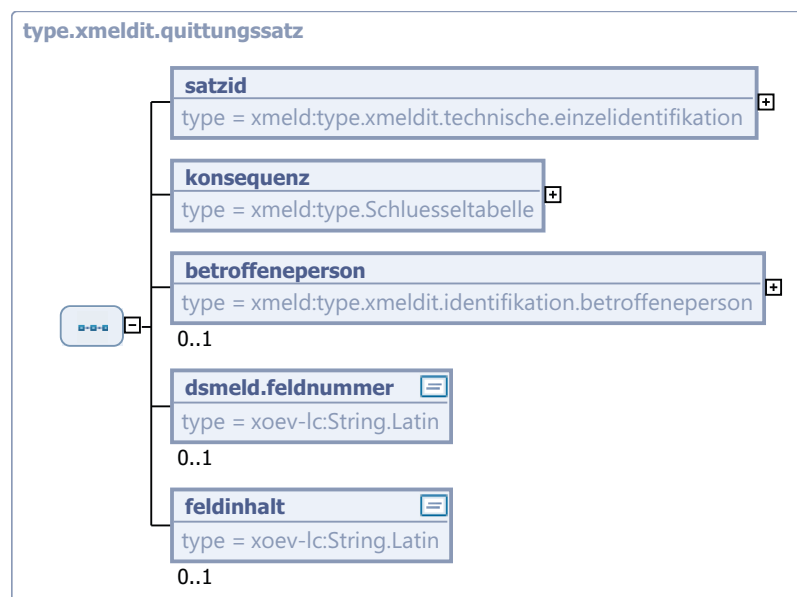 type.xmeldit.quittungssatz
satzid
type = xmeld:type.xmeldit.technische.einzelidentifikation
konsequenz
type = xmeld:type.Schluesseltabelle
betroffeneperson
type = xmeld:type.xmeldit.identifikation.betroffeneperson
0..1
dsmeld.feldnummer
type = xoev-lc:String.Latin
0..1
feldinhalt
type = xoev-lc:String.Latin
0..1